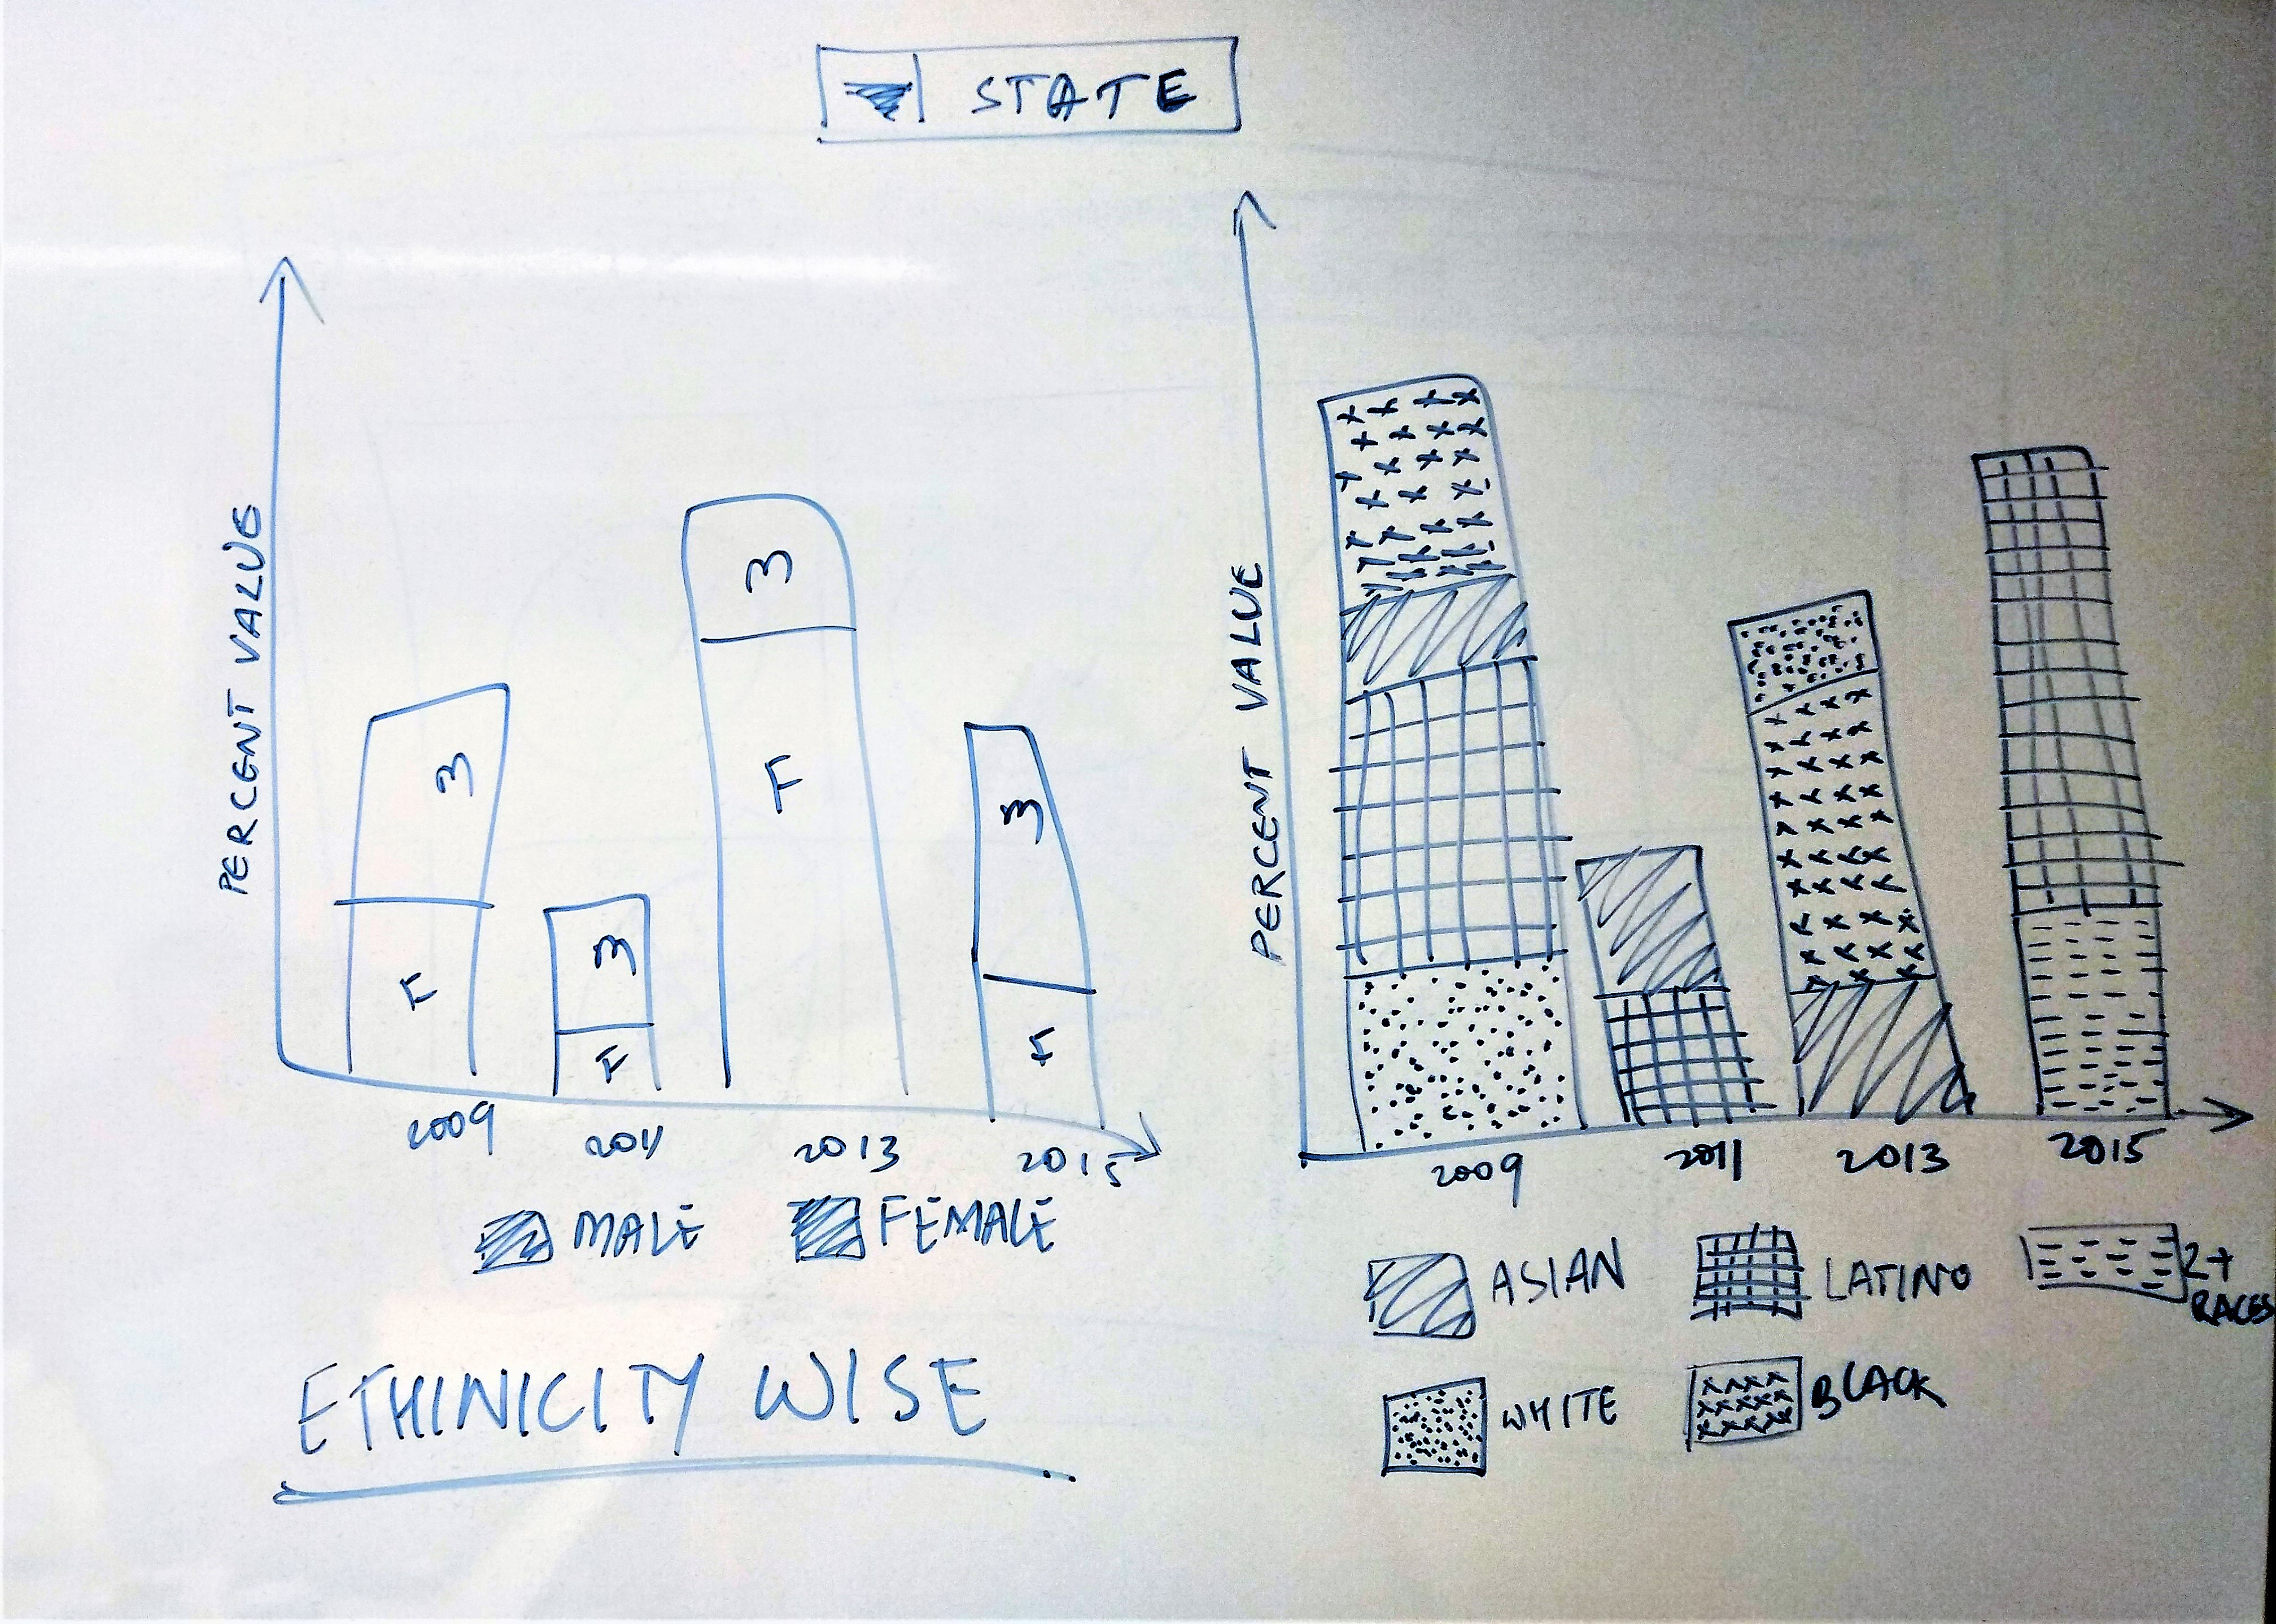 STATE
PERCENT VALUE
M
F
2009
M
F
2011
M
F
2013
M
F
2015
MALE
FEMALE
ETHINICITY WISE
PERCENT VALUE
2009
2011
2013
2015
ASIAN
LATINO
2+
RACES
WHITE
BLACK